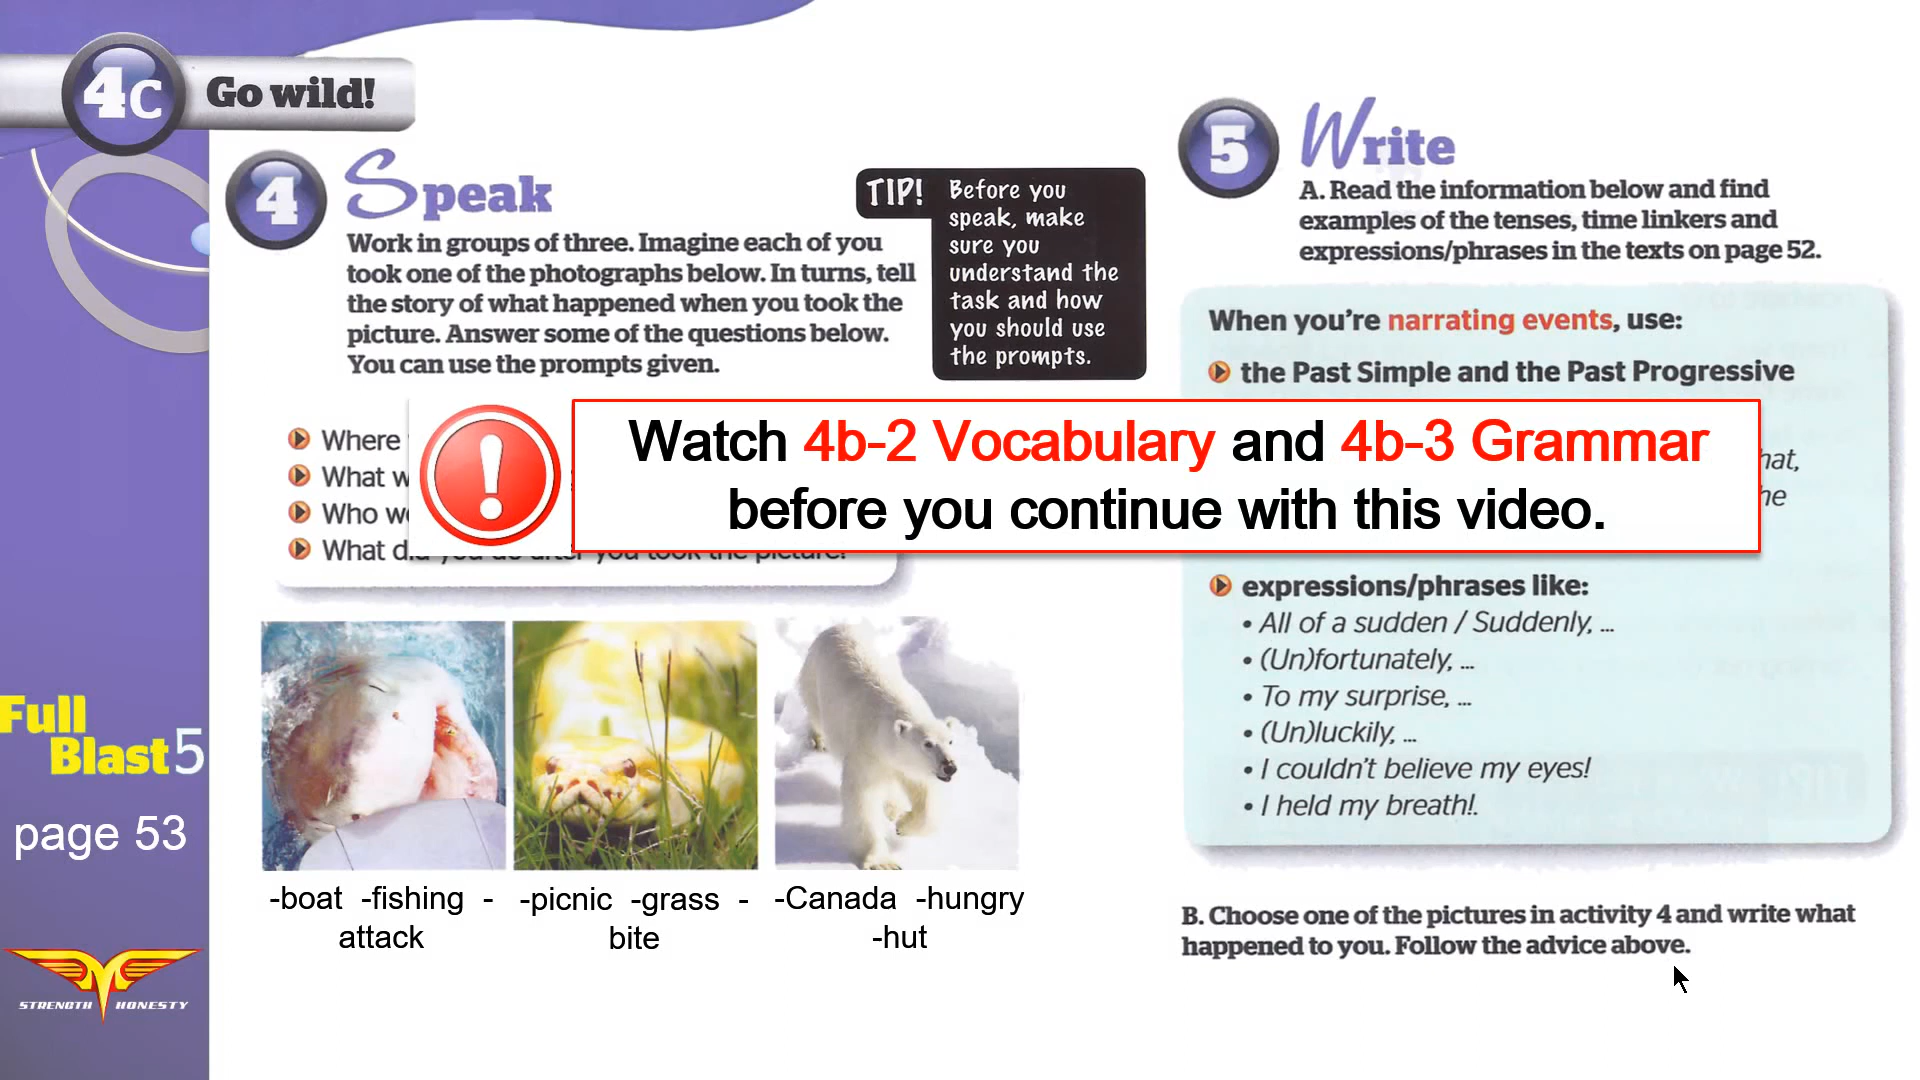 4c Go wild!
4 Speak
Work in groups of three. Imagine each of you
took one of the photographs below. In turns, tell
the story of what happened when you took the
picture. Answer some of the questions below.
You can use the prompts given.
TIP! Before you
speak, make
sure you
understand the
task and how
you should use
the prompts.
Where
What
Who
What
Watch 4b-2 Vocabulary and 4b-3 Grammar
before you continue with this video.
-boat -fishing -
attack
-picnic -grass -
bite
-Canada -hungry
-hut
5 Write
A. Read the information below and find
examples of the tenses, time linkers and
expressions/phrases in the texts on page 52.
When you're narrating events, use:
the Past Simple and the Past Progressive
expressions/phrases like:
• All of a sudden / Suddenly, ...
• (Un)fortunately, ...
• To my surprise, ...
• (Un)luckily, ...
• I couldn't believe my eyes!
• I held my breath!.
B. Choose one of the pictures in activity 4 and write what
happened to you. Follow the advice above.
Full
Blast 5
page 53
STRENGTH HONESTY